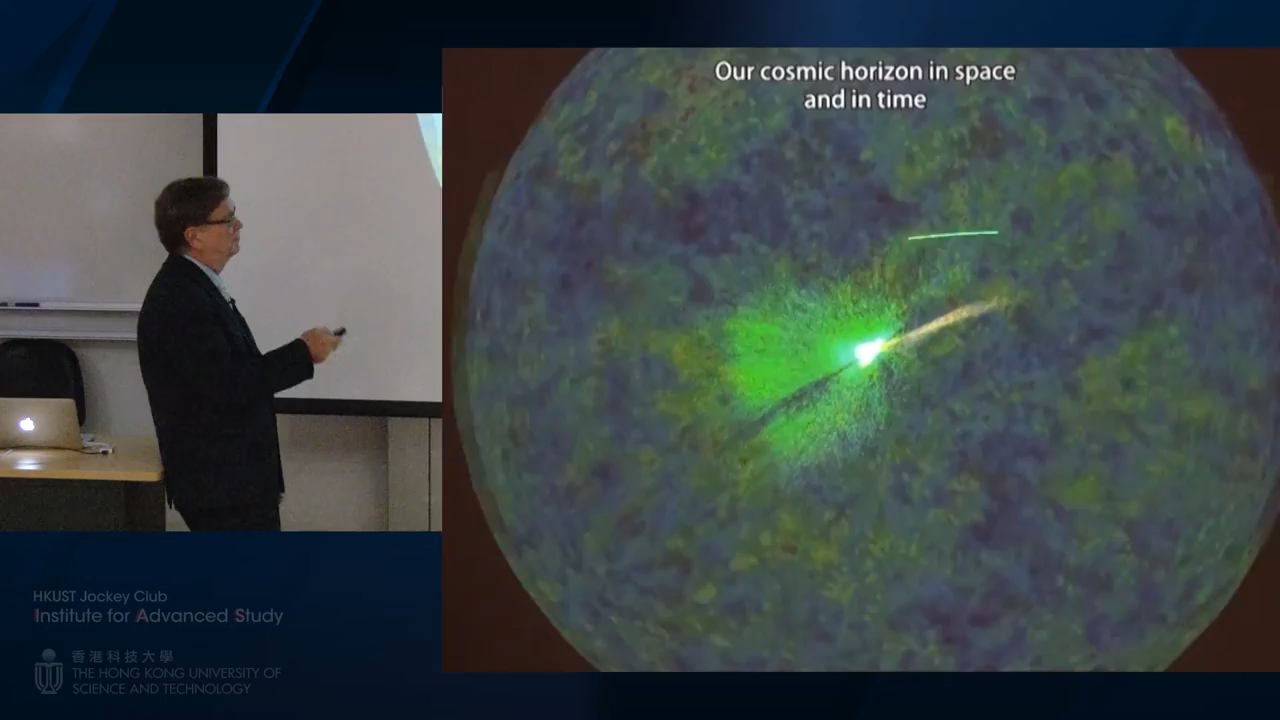 Our cosmic horizon in space
and in time
HKUST Jockey Club
Institute for Advanced Study
香港科技大學
THE HONG KONG UNIVERSITY OF
SCIENCE AND TECHNOLOGY